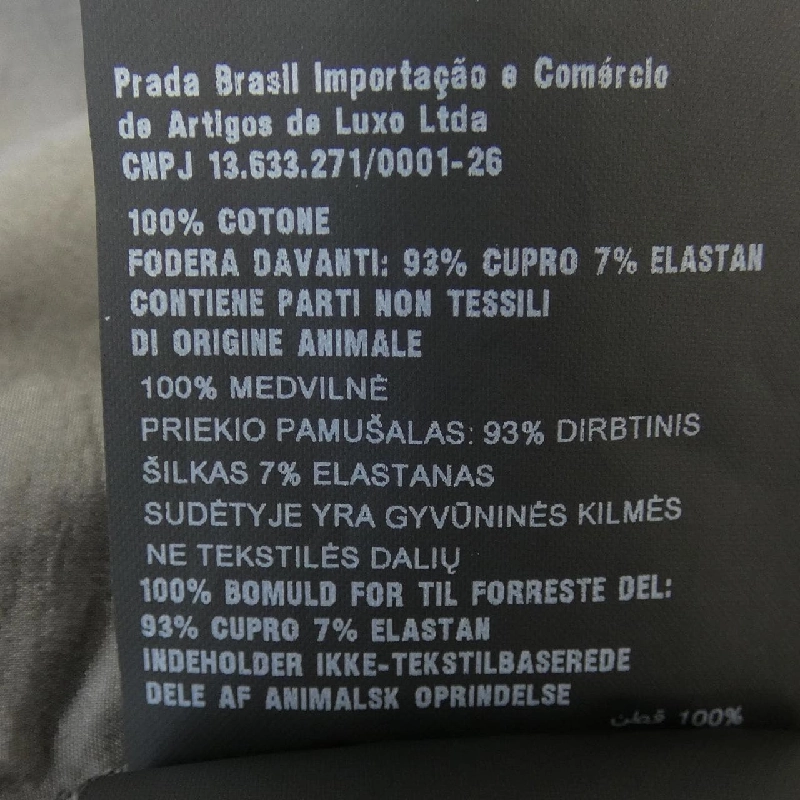 Prada Brasil Importação e Comércio
de Artigos de Luxo Ltda
CNPJ 13.633.271/0001-26
100% COTONE
FODERA DAVANTI: 93% CUPRO 7% ELASTAN
CONTIENE PARTI NON TESSILI
DI ORIGINE ANIMALE
100% MEDVILNĖ
PRIEKIO PAMUŠALAS: 93% DIRBTINIS
ŠILKAS 7% ELASTANAS
SUDĖTYJE YRA GYVŪNINĖS KILMĖS
NE TEKSTILĖS DALIŲ
100% BOMULD FOR TIL FORRESTE DEL:
93% CUPRO 7% ELASTAN
INDEHOLDER IKKE-TEKSTILBASEREDE
DELE AF ANIMALSK OPRINDELSE
100% قطن